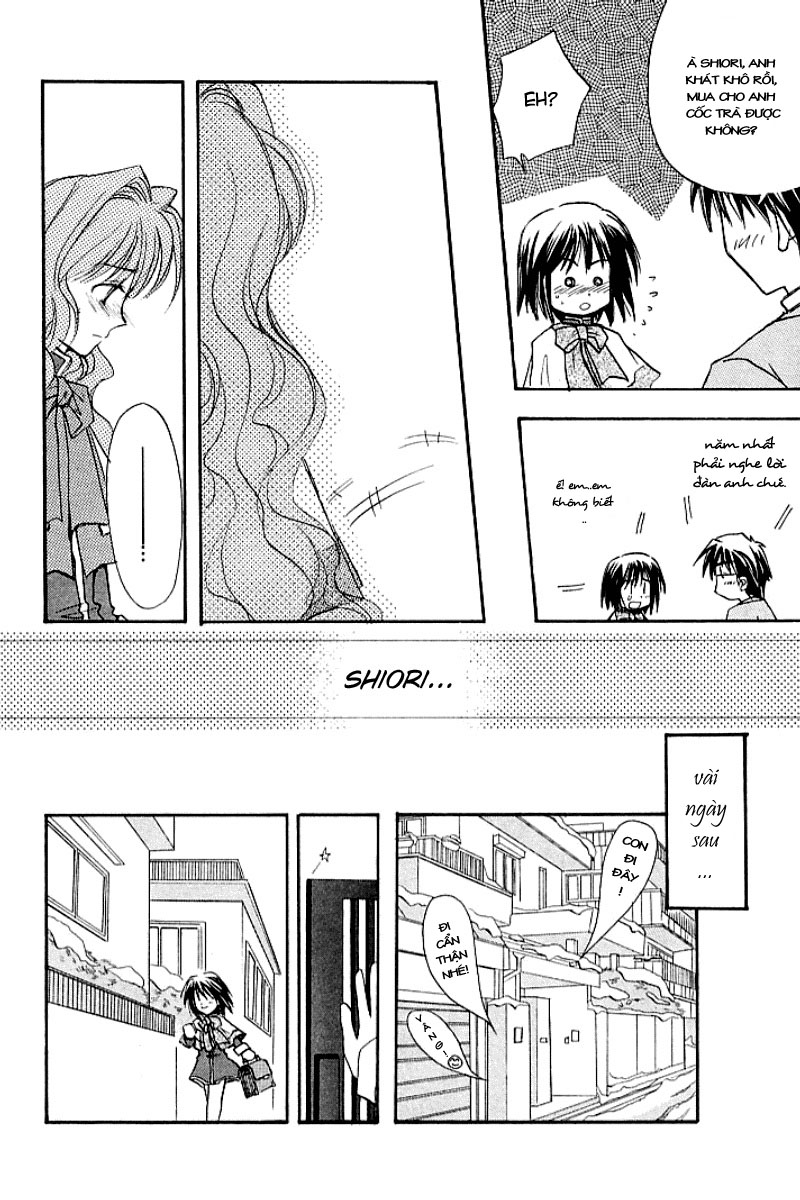 À SHIORI, ANH
KHÁT KHÔ RỒI,
MUA CHO ANH
CỐC TRÀ ĐƯỢC
KHÔNG?
EH?
năm nhất
phải nghe lời
đàn anh chứ.
Ể! em..em
không biết
..
SHIORI...
vài
ngày
sau
...
CON
ĐI
ĐÂY
!
ĐI
CẨN
THẬN
NHÉ!
VÂNG!